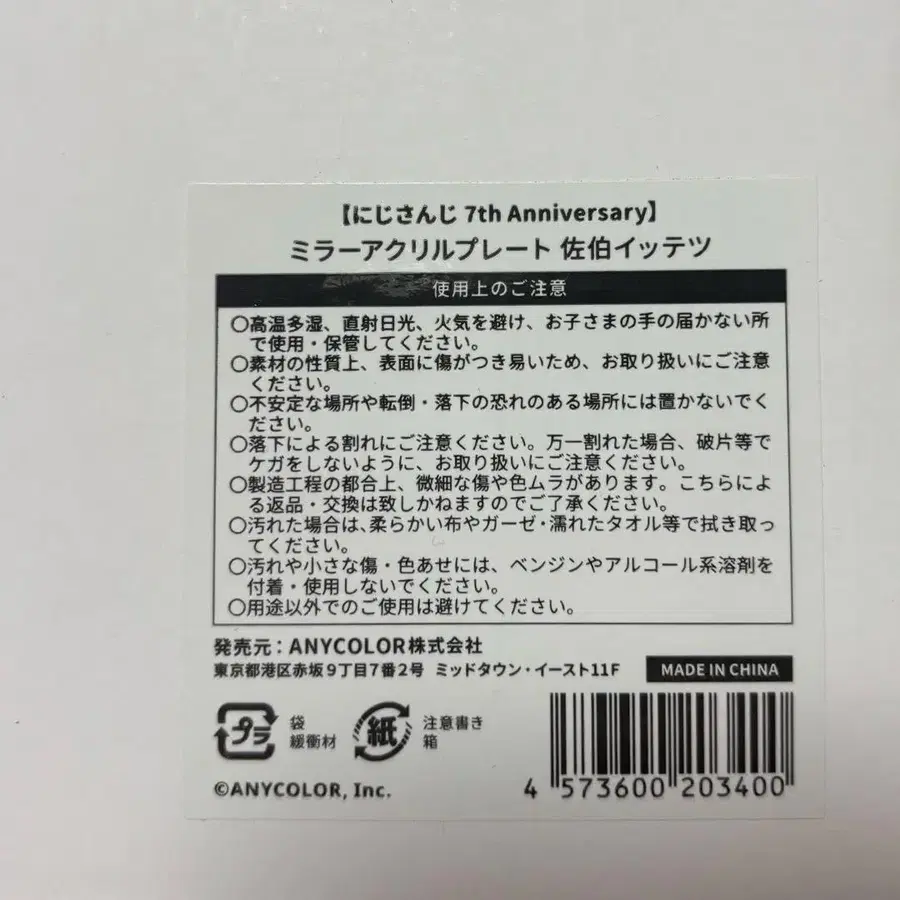 【にじさんじ 7th Anniversary】
ミラーアクリルプレート 佐伯イッテツ
使用上のご注意
○高温多湿、直射日光、火気を避け、お子さまの手の届かない所
で使用・保管してください。
○素材の性質上、表面に傷がつき易いため、お取り扱いにご注意
ください。
○不安定な場所や転倒・落下の恐れのある場所には置かないでく
ださい。
○落下による割れにご注意ください。万一割れた場合、破片等で
ケガをしないように、お取り扱いにご注意ください。
○製造工程の都合上、微細な傷や色ムラがあります。こちらによ
る返品・交換は致しかねますのでご了承ください。
○汚れた場合は、柔らかい布やガーゼ・濡れたタオル等で拭き取っ
てください。
○汚れや小さな傷・色あせには、ベンジンやアルコール系溶剤を
付着・使用しないでください。
○用途以外でのご使用は避けてください。
発売元：ANYCOLOR株式会社
東京都港区赤坂9丁目7番2号 ミッドタウン・イースト11F
MADE IN CHINA
プラ 袋 緩衝材
紙 注意書き 箱
©ANYCOLOR, Inc.
4 573600 203400